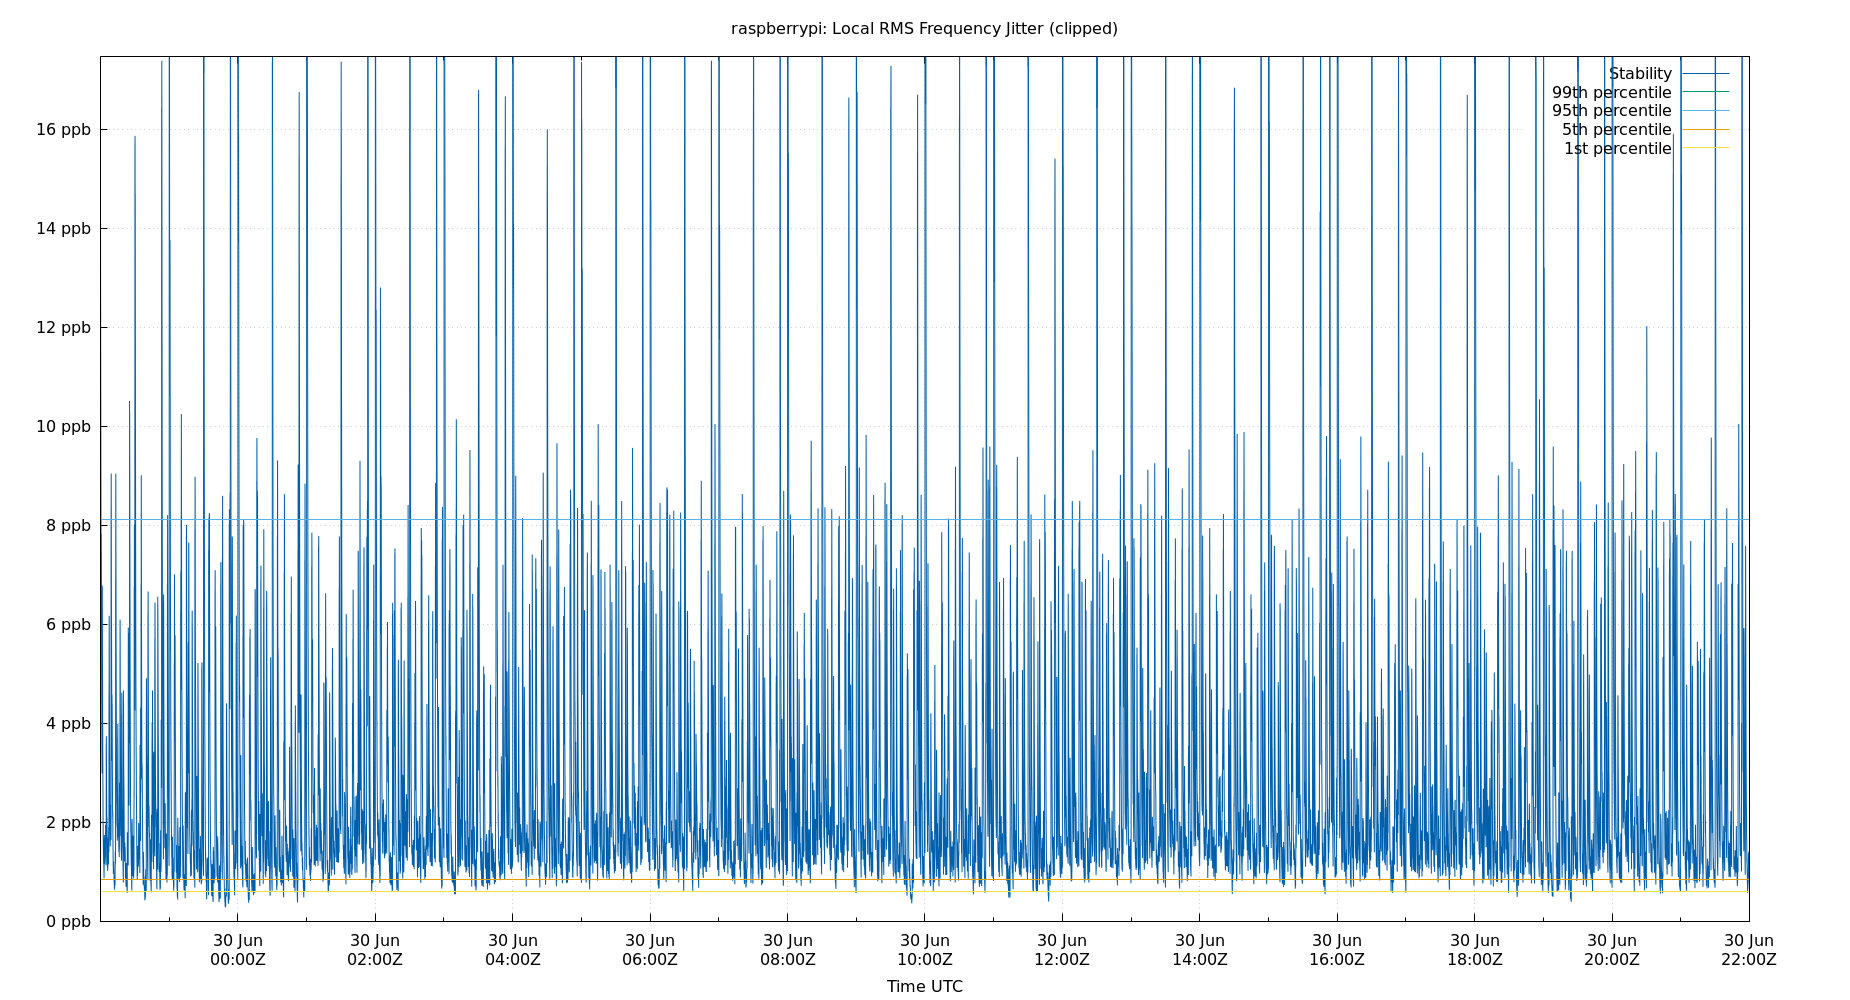 raspberrypi: Local RMS Frequency Jitter (clipped)
Stability
99th percentile
95th percentile
5th percentile
1st percentile
16 ppb
14 ppb
12 ppb
10 ppb
8 ppb
6 ppb
4 ppb
2 ppb
0 ppb
30 Jun 30 Jun 30 Jun 30 Jun 30 Jun 30 Jun 30 Jun 30 Jun 30 Jun 30 Jun 30 Jun 30 Jun
00:00Z 02:00Z 04:00Z 06:00Z 08:00Z 10:00Z 12:00Z 14:00Z 16:00Z 18:00Z 20:00Z 22:00Z
Time UTC